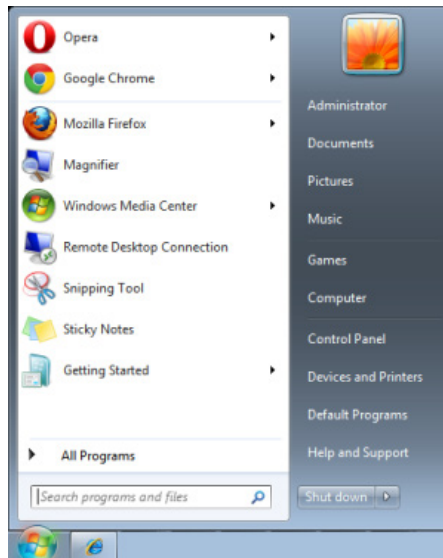 Opera
Google Chrome
Mozilla Firefox
Magnifier
Windows Media Center
Remote Desktop Connection
Snipping Tool
Sticky Notes
Getting Started
All Programs
Search programs and files
Administrator
Documents
Pictures
Music
Games
Computer
Control Panel
Devices and Printers
Default Programs
Help and Support
Shut down